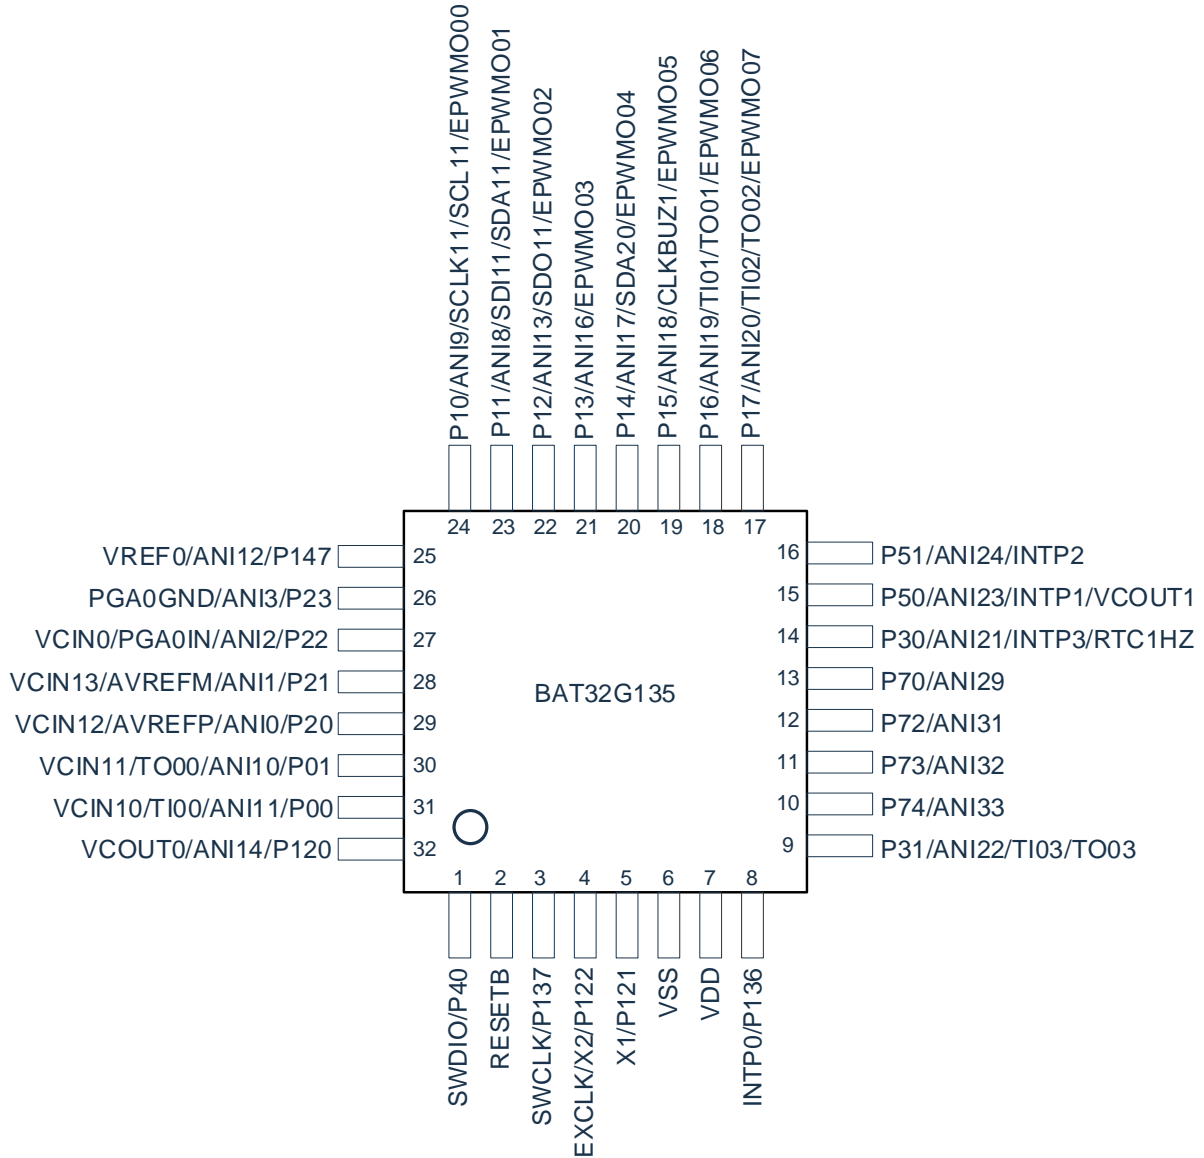 P10/ANI9/SCLK11/SCL11/EPWMO00
P11/ANI8/SDI11/SDA11/EPWMO01
P12/ANI13/SDO11/EPWMO02
P13/ANI16/EPWMO03
P14/ANI17/SDA20/EPWMO04
P15/ANI18/CLKBUZ1/EPWMO05
P16/ANI19/TI01/TO01/EPWMO06
P17/ANI20/TI02/TO02/EPWMO07
24 23 22 21 20 19 18 17
VREF0/ANI12/P147 25
PGA0GND/ANI3/P23 26
VCIN0/PGA0IN/ANI2/P22 27
VCIN13/AVREFM/ANI1/P21 28
VCIN12/AVREFP/ANI0/P20 29
VCIN11/TO00/ANI10/P01 30
VCIN10/TI00/ANI11/P00 31
VCOUT0/ANI14/P120 32
BAT32G135
16 P51/ANI24/INTP2
15 P50/ANI23/INTP1/VCOUT1
14 P30/ANI21/INTP3/RTC1HZ
13 P70/ANI29
12 P72/ANI31
11 P73/ANI32
10 P74/ANI33
9 P31/ANI22/TI03/TO03
1 2 3 4 5 6 7 8
SWDIO/P40
RESETB
SWCLK/P137
EXCLK/X2/P122
X1/P121
VSS
VDD
INTP0/P136